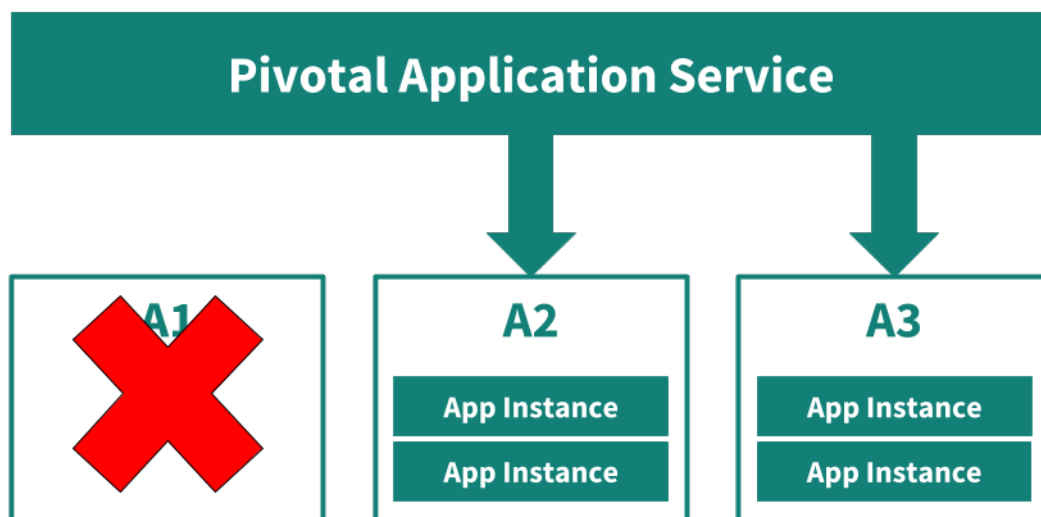 Pivotal Application Service
A1
A2
A3
App Instance
App Instance
App Instance
App Instance